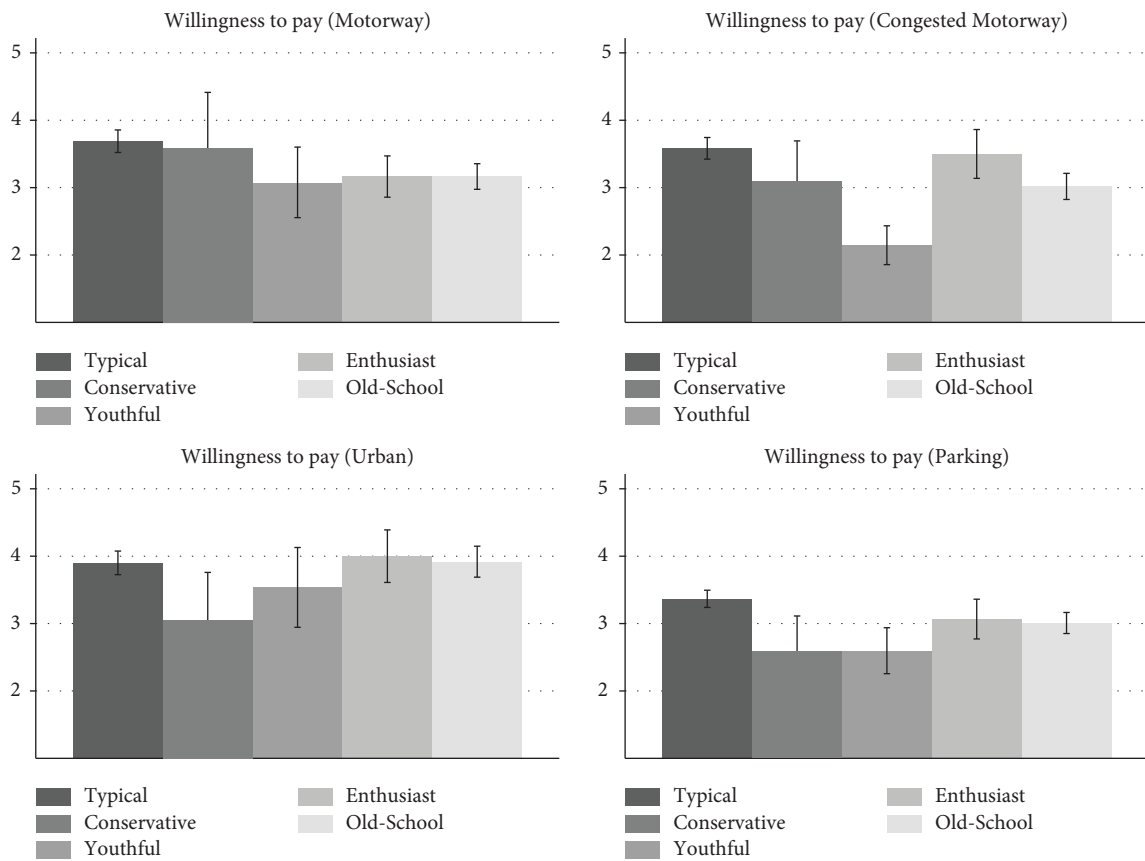 Willingness to pay (Motorway)
5
4
3
2
Typical
Conservative
Youthful
Enthusiast
Old-School
Willingness to pay (Congested Motorway)
5
4
3
2
Typical
Conservative
Youthful
Enthusiast
Old-School
Willingness to pay (Urban)
5
4
3
2
Typical
Conservative
Youthful
Enthusiast
Old-School
Willingness to pay (Parking)
5
4
3
2
Typical
Conservative
Youthful
Enthusiast
Old-School